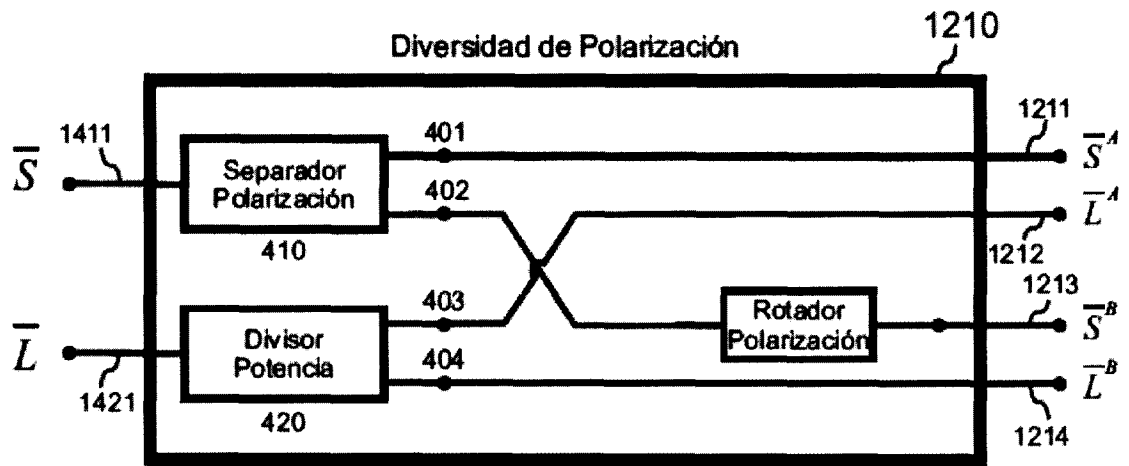 1210
Diversidad de Polarización
1411
401
1211
S̅
S̅ᴬ
Separador
Polarización
402
L̅ᴬ
410
1212
403
1213
L̅
Divisor
Potencia
Rotador
Polarización
S̅ᴮ
404
L̅ᴮ
1421
420
1214